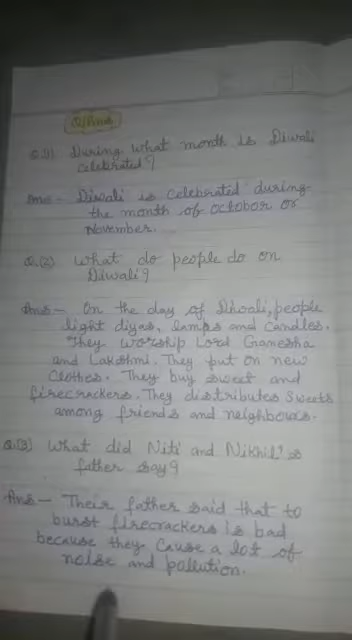 Q/Ans
Q.(1) During what month is Diwali
celebrated?
Ans - Diwali is celebrated during
the month of october or
November.
Q.(2) What do people do on
Diwali?
Ans - On the day of Diwali, people
light diyas, lamps and candles.
They worship Lord Ganesha
and Lakshmi. They put on new
clothes. They buy sweet and
firecrackers. They distributes sweets
among friends and neighbours.
Q.(3) What did Niti and Nikhil's
father say?
Ans - Their father said that to
burst firecrackers is bad
because they cause a lot of
noise and pollution.